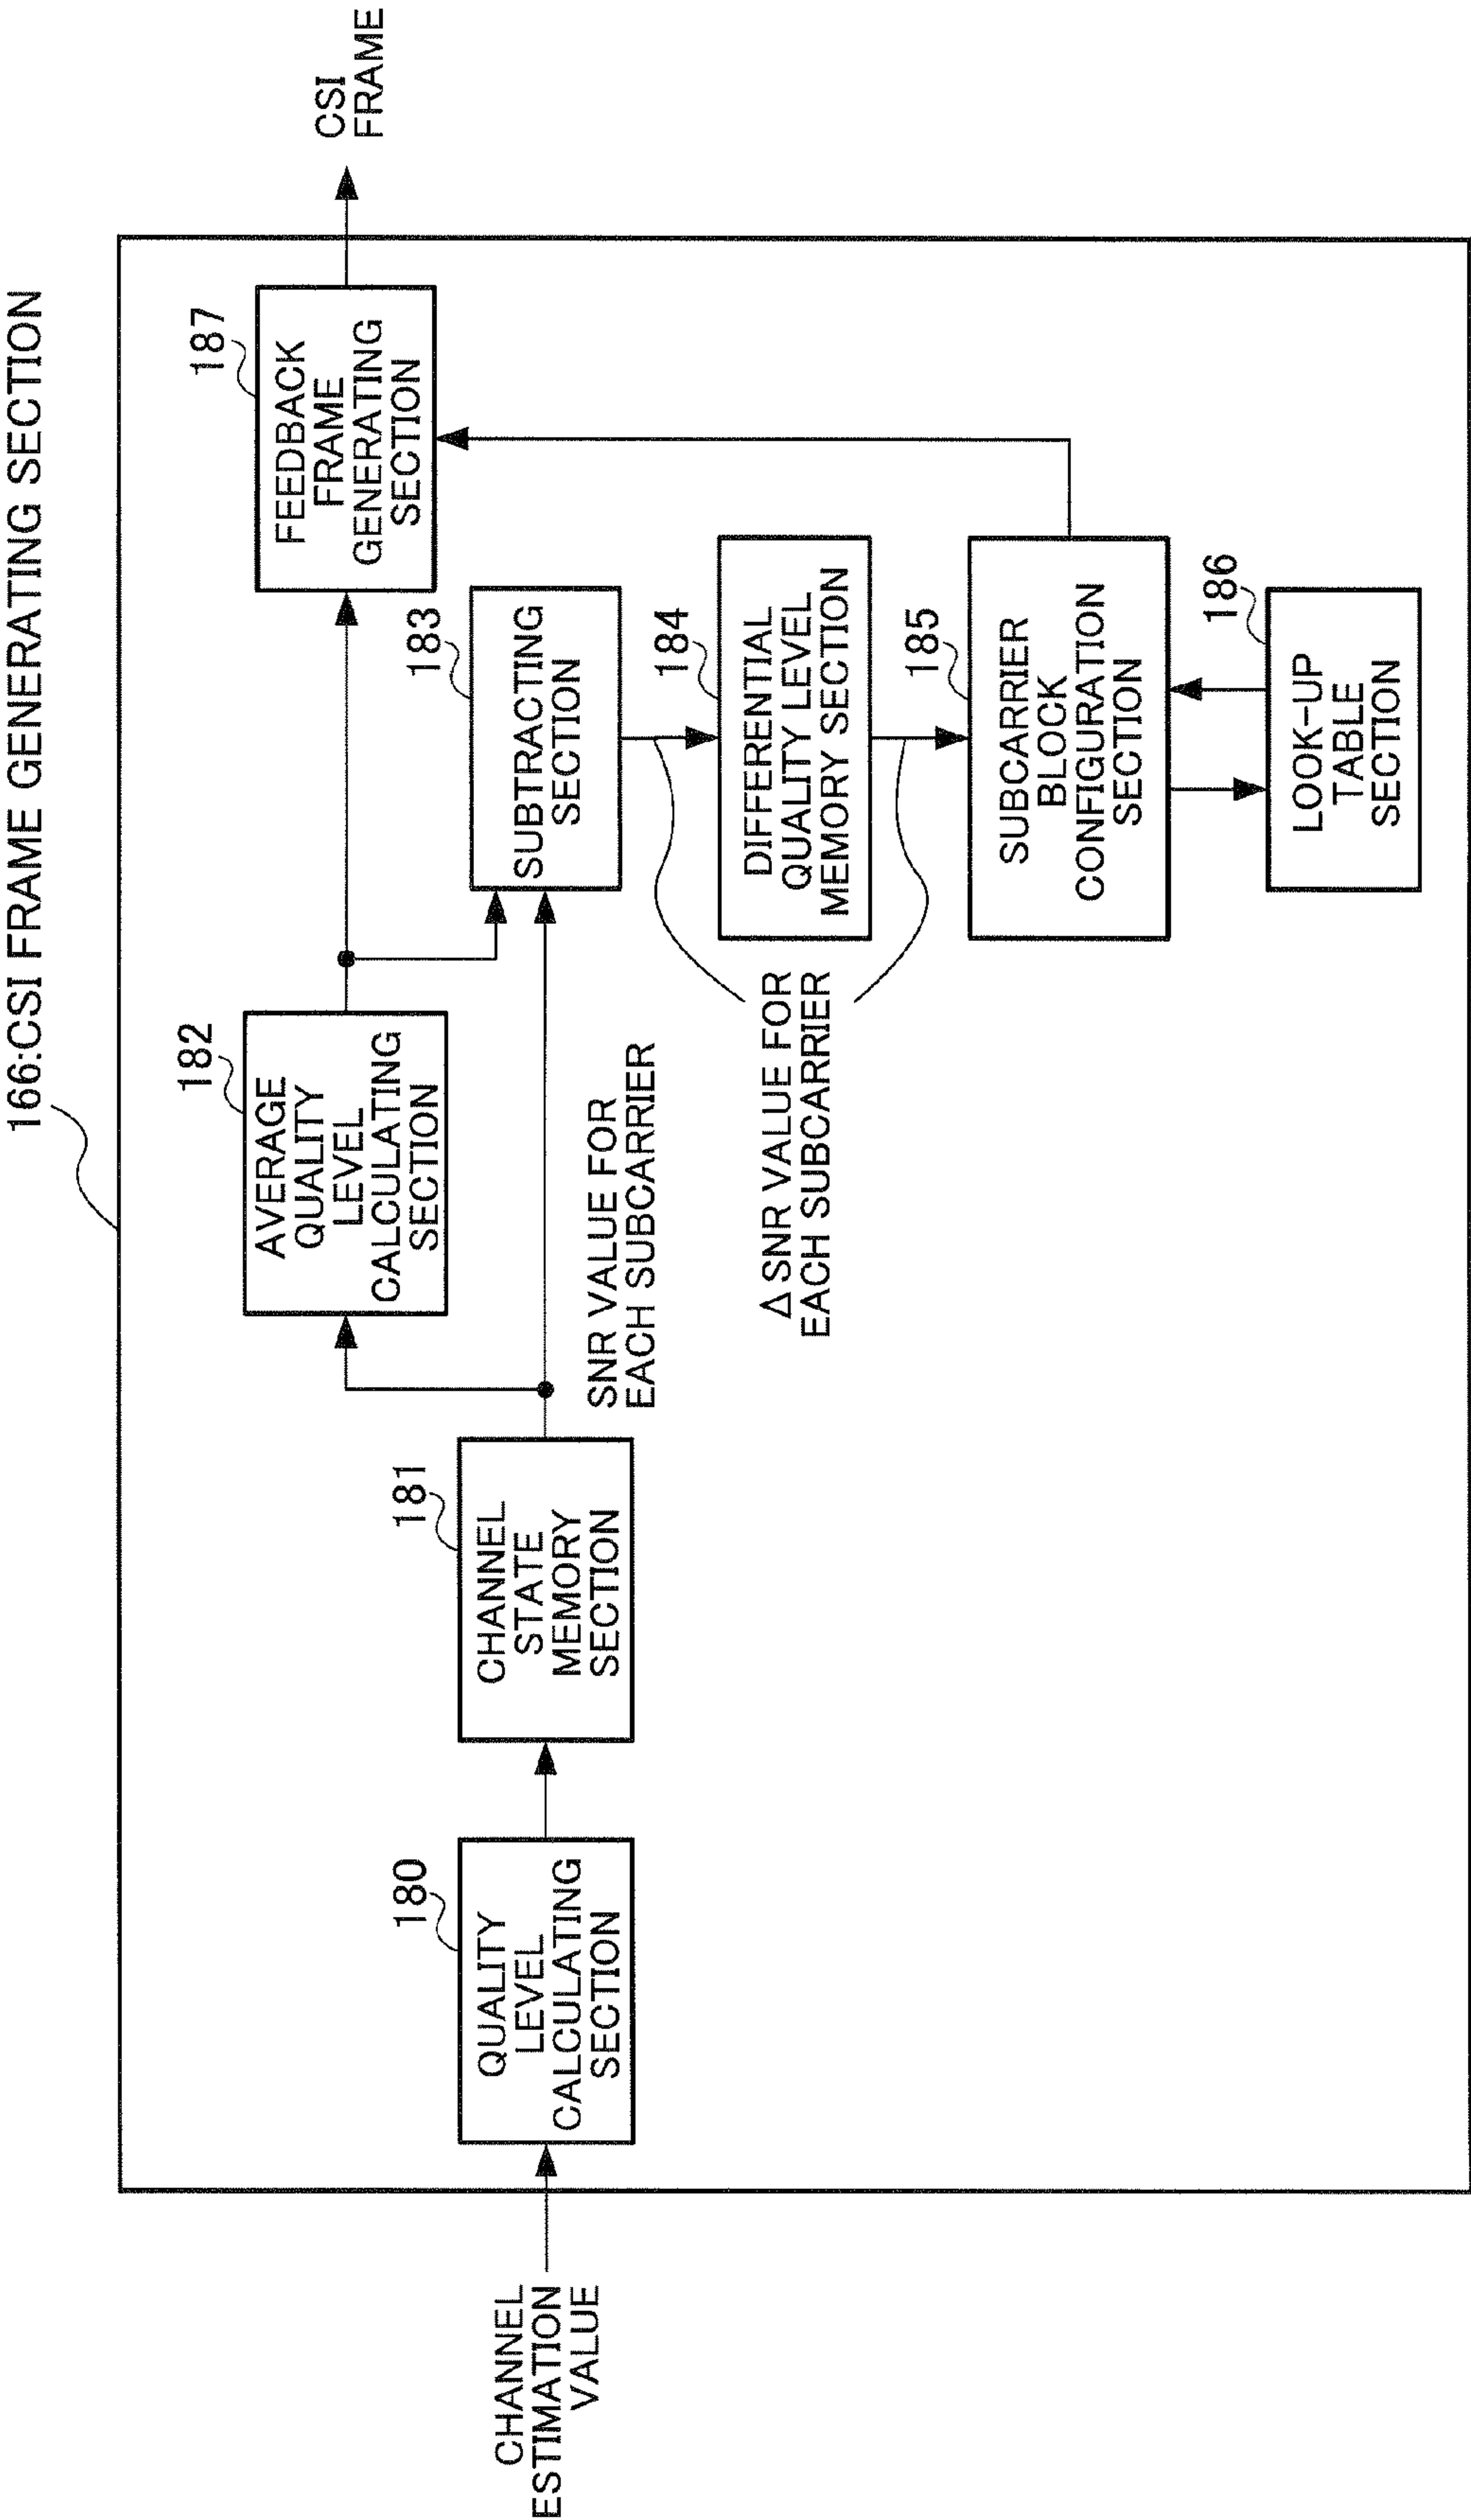 166:CSI FRAME GENERATING SECTION
CHANNEL
ESTIMATION
VALUE
180
QUALITY
LEVEL
CALCULATING
SECTION
181
CHANNEL
STATE
MEMORY
SECTION
182
AVERAGE
QUALITY
LEVEL
CALCULATING
SECTION
SNR VALUE FOR
EACH SUBCARRIER
183
SUBTRACTING
SECTION
Δ SNR VALUE FOR
EACH SUBCARRIER
184
DIFFERENTIAL
QUALITY LEVEL
MEMORY SECTION
185
SUBCARRIER
BLOCK
CONFIGURATION
SECTION
186
LOOK-UP
TABLE
SECTION
187
FEEDBACK
FRAME
GENERATING
SECTION
CSI
FRAME